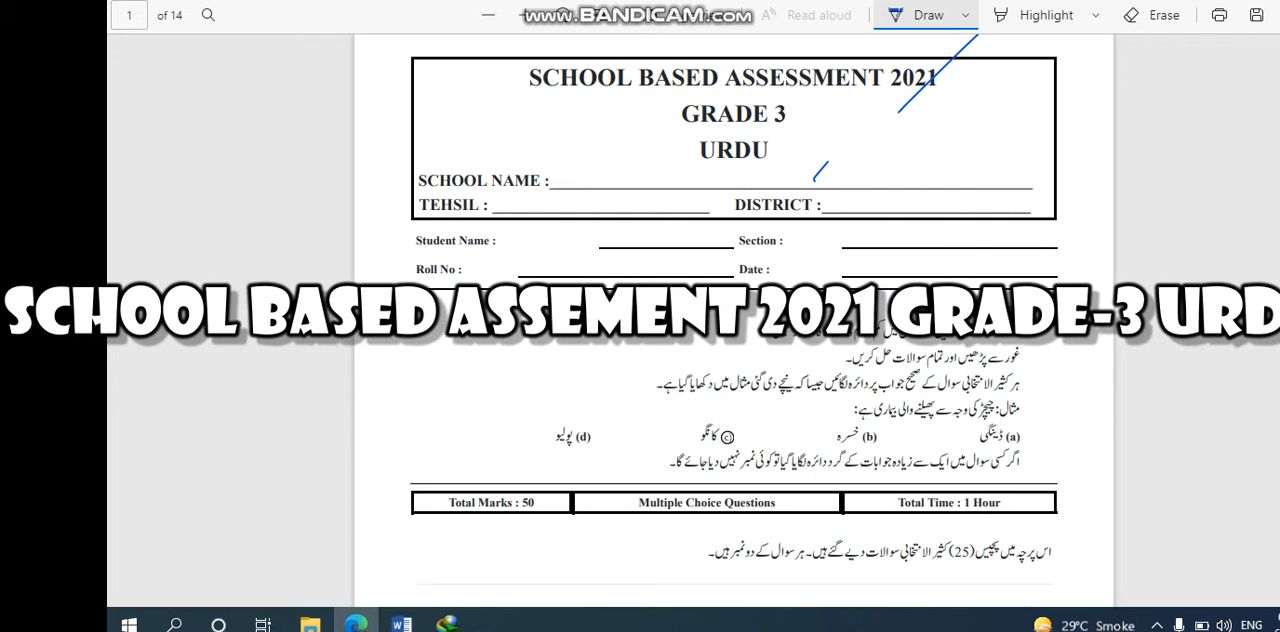 1 of 14 Read aloud Draw Highlight Erase
www.BANDICAM.com
SCHOOL BASED ASSESSMENT 2021
GRADE 3
URDU
SCHOOL NAME :
TEHSIL : DISTRICT :
Student Name : Section :
Roll No : Date :
SCHOOL BASED ASSEMENT 2021 GRADE-3 URD
غور سے پڑھیں اور تمام سوالات حل کریں۔
ہر کثیر الانتخابی سوال کے صحیح جواب پر دائرہ لگائیں جیسا کہ نیچے دی گئی مثال میں دکھایا گیا ہے۔
مثال: چیچڑ کی وجہ سے پھیلنے والی بیماری ہے:
(a) ڈینگی (b) خسرہ (c) کانگو (d) پولیو
اگر کسی سوال میں ایک سے زیادہ جوابات کے گرد دائرہ لگایا گیا تو کوئی نمبر نہیں دیا جائے گا۔
Total Marks : 50 Multiple Choice Questions Total Time : 1 Hour
اس پرچہ میں پچیس (25) کثیر الانتخابی سوالات دیے گئے ہیں۔ ہر سوال کے دو نمبر ہیں۔
29°C Smoke ENG